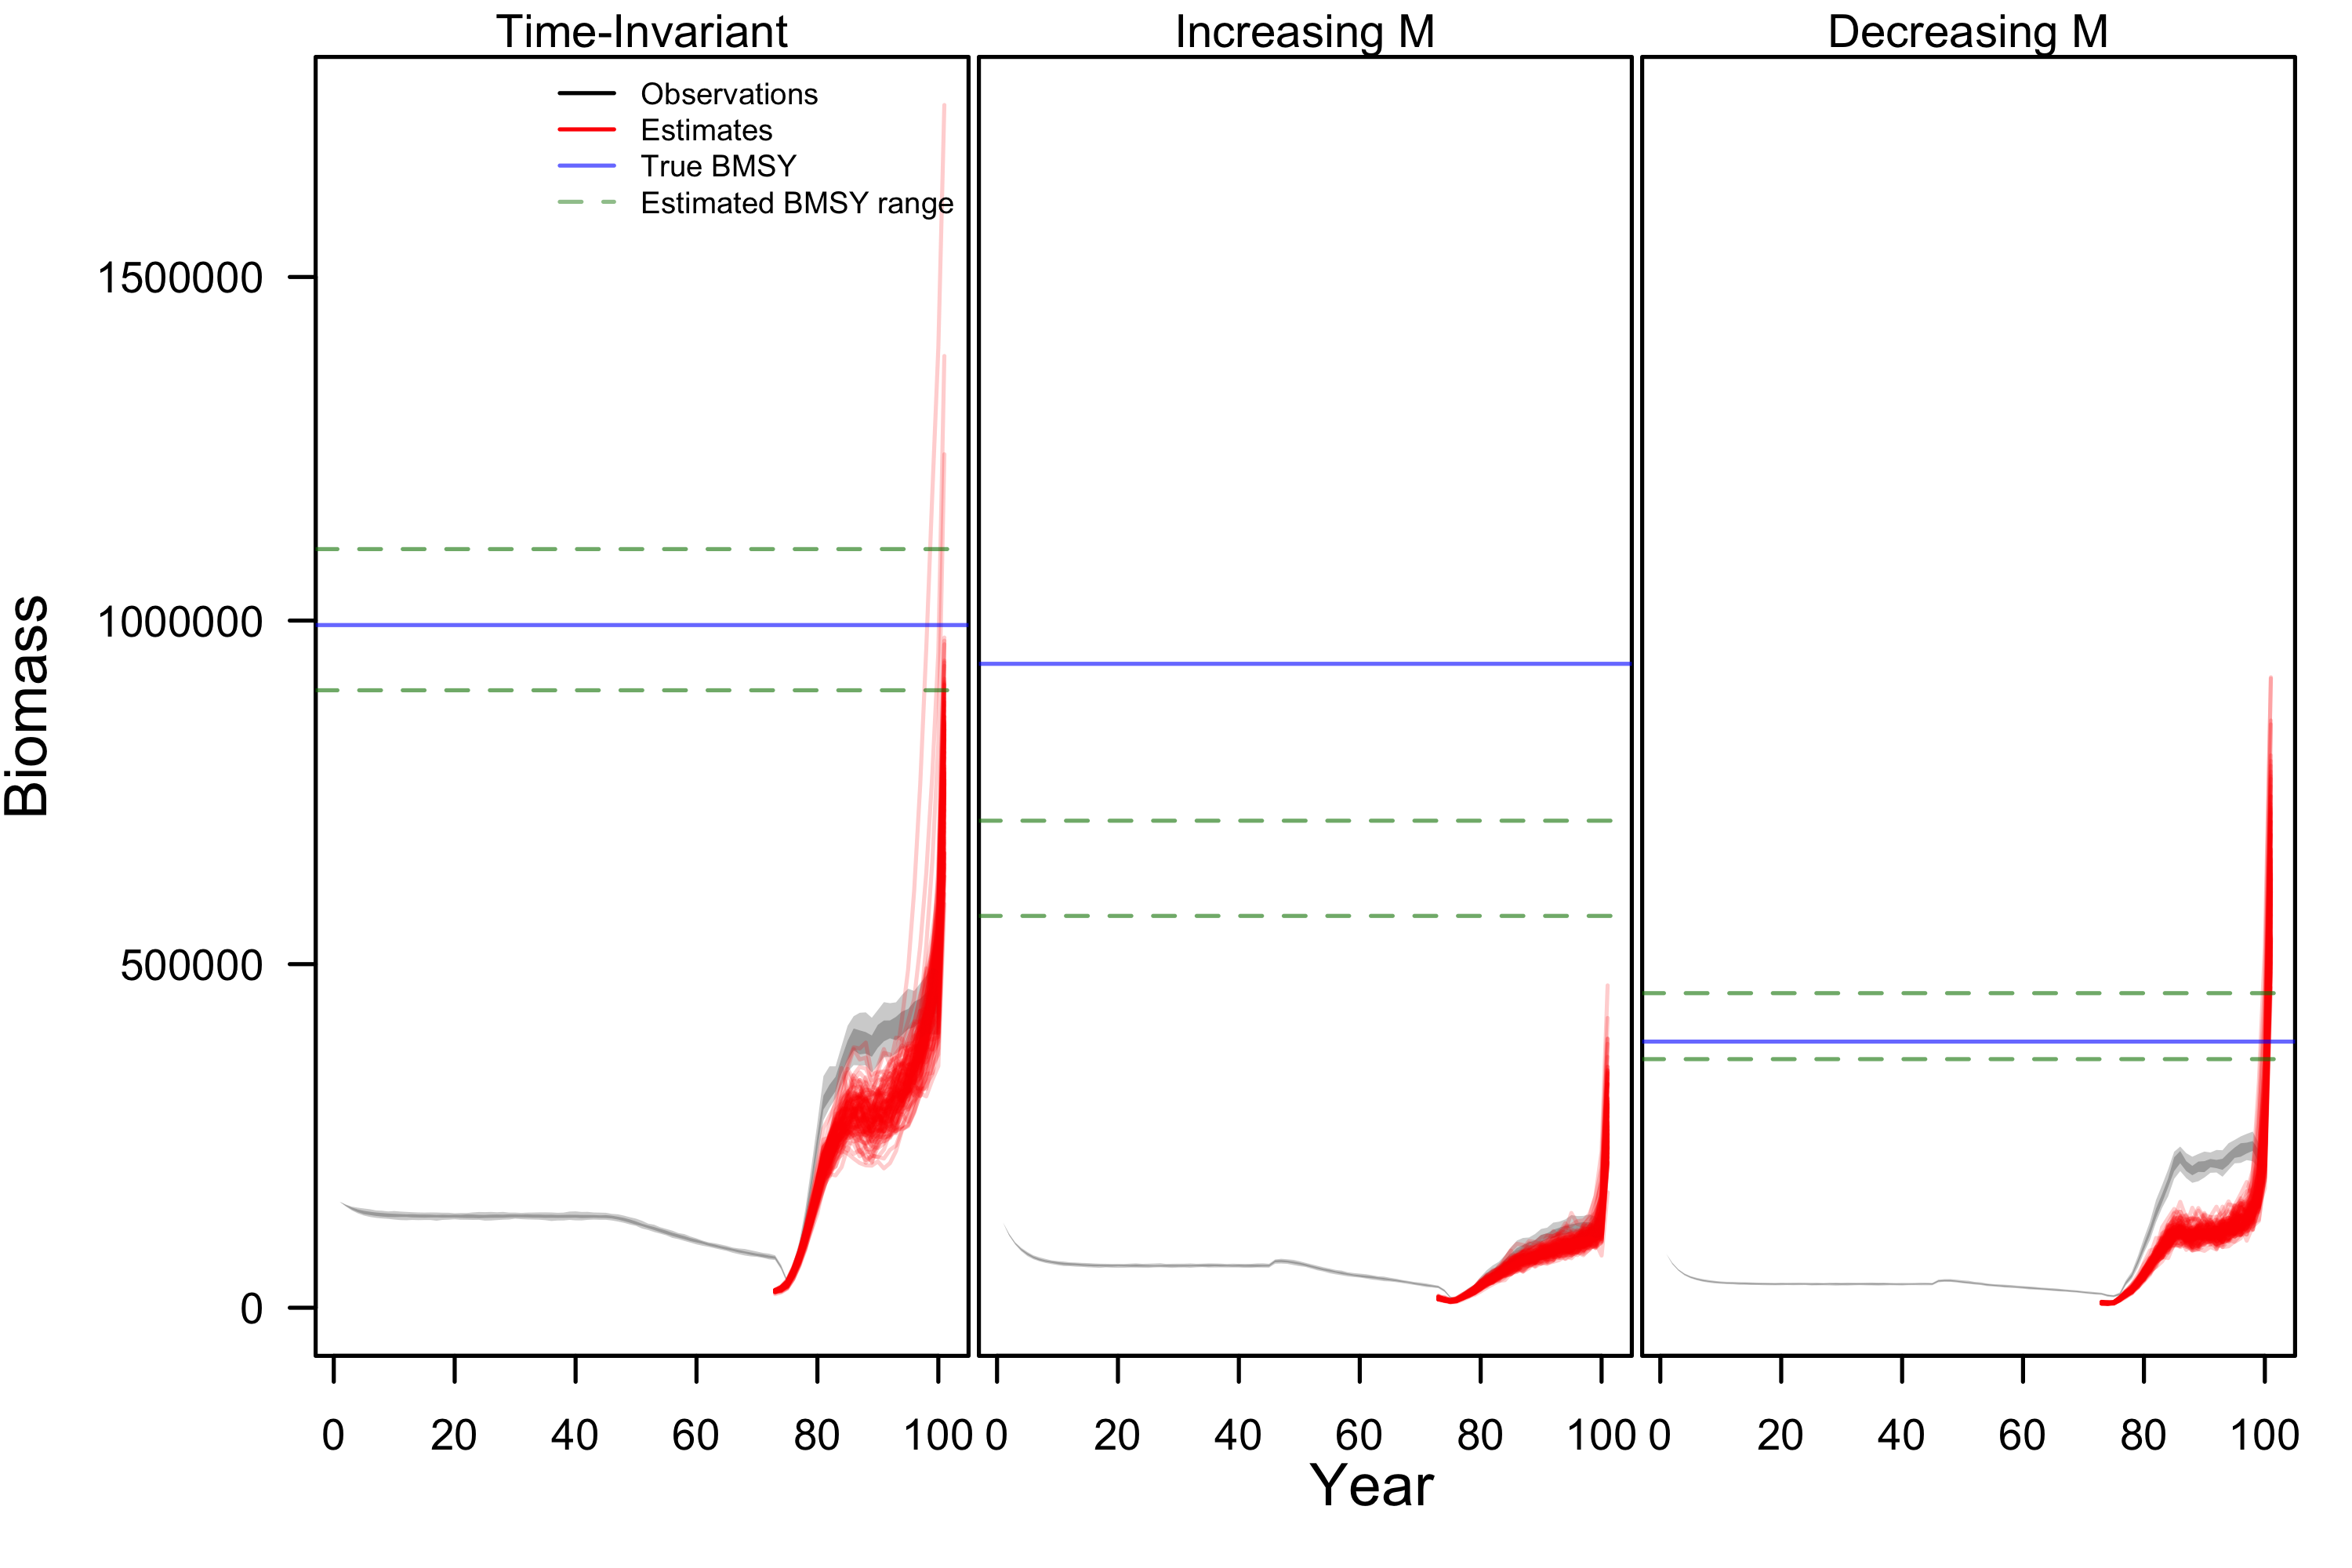 Time-Invariant Increasing M Decreasing M
Observations
Estimates
True BMSY
Estimated BMSY range
Biomass
1500000
1000000
500000
0
0 20 40 60 80 100 0 20 40 60 80 100 0 20 40 60 80 100
Year